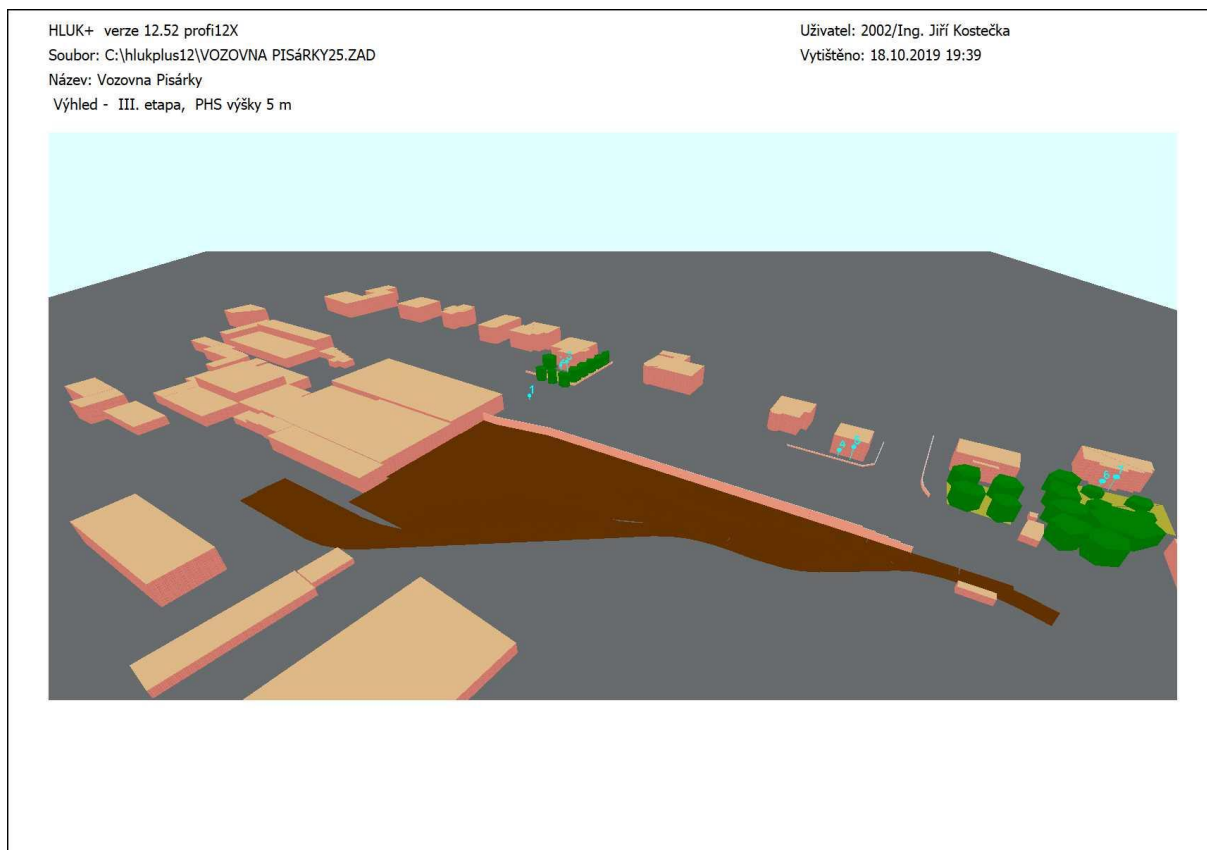 HLUK+ verze 12.52 profi12X
Uživatel: 2002/Ing. Jiří Kostečka
Soubor: C:\hlukplus12\VOZOVNA PISáRKY25.ZAD
Vytištěno: 18.10.2019 19:39
Název: Vozovna Pisárky
Výhled - III. etapa, PHS výšky 5 m
1